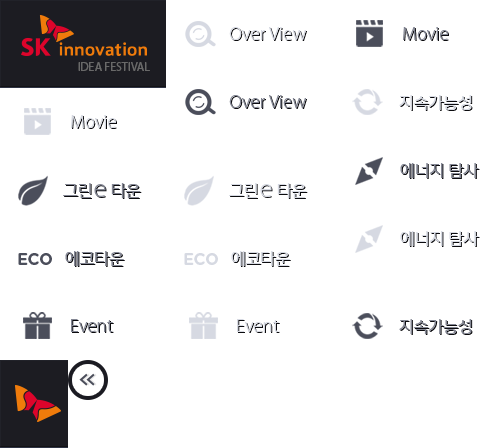 SK innovation
IDEA FESTIVAL
Over View
Movie
Over View
지속가능성
Movie
에너지 탐사
그린e 타운
그린e 타운
에너지 탐사
ECO 에코타운
ECO 에코타운
Event
Event
지속가능성